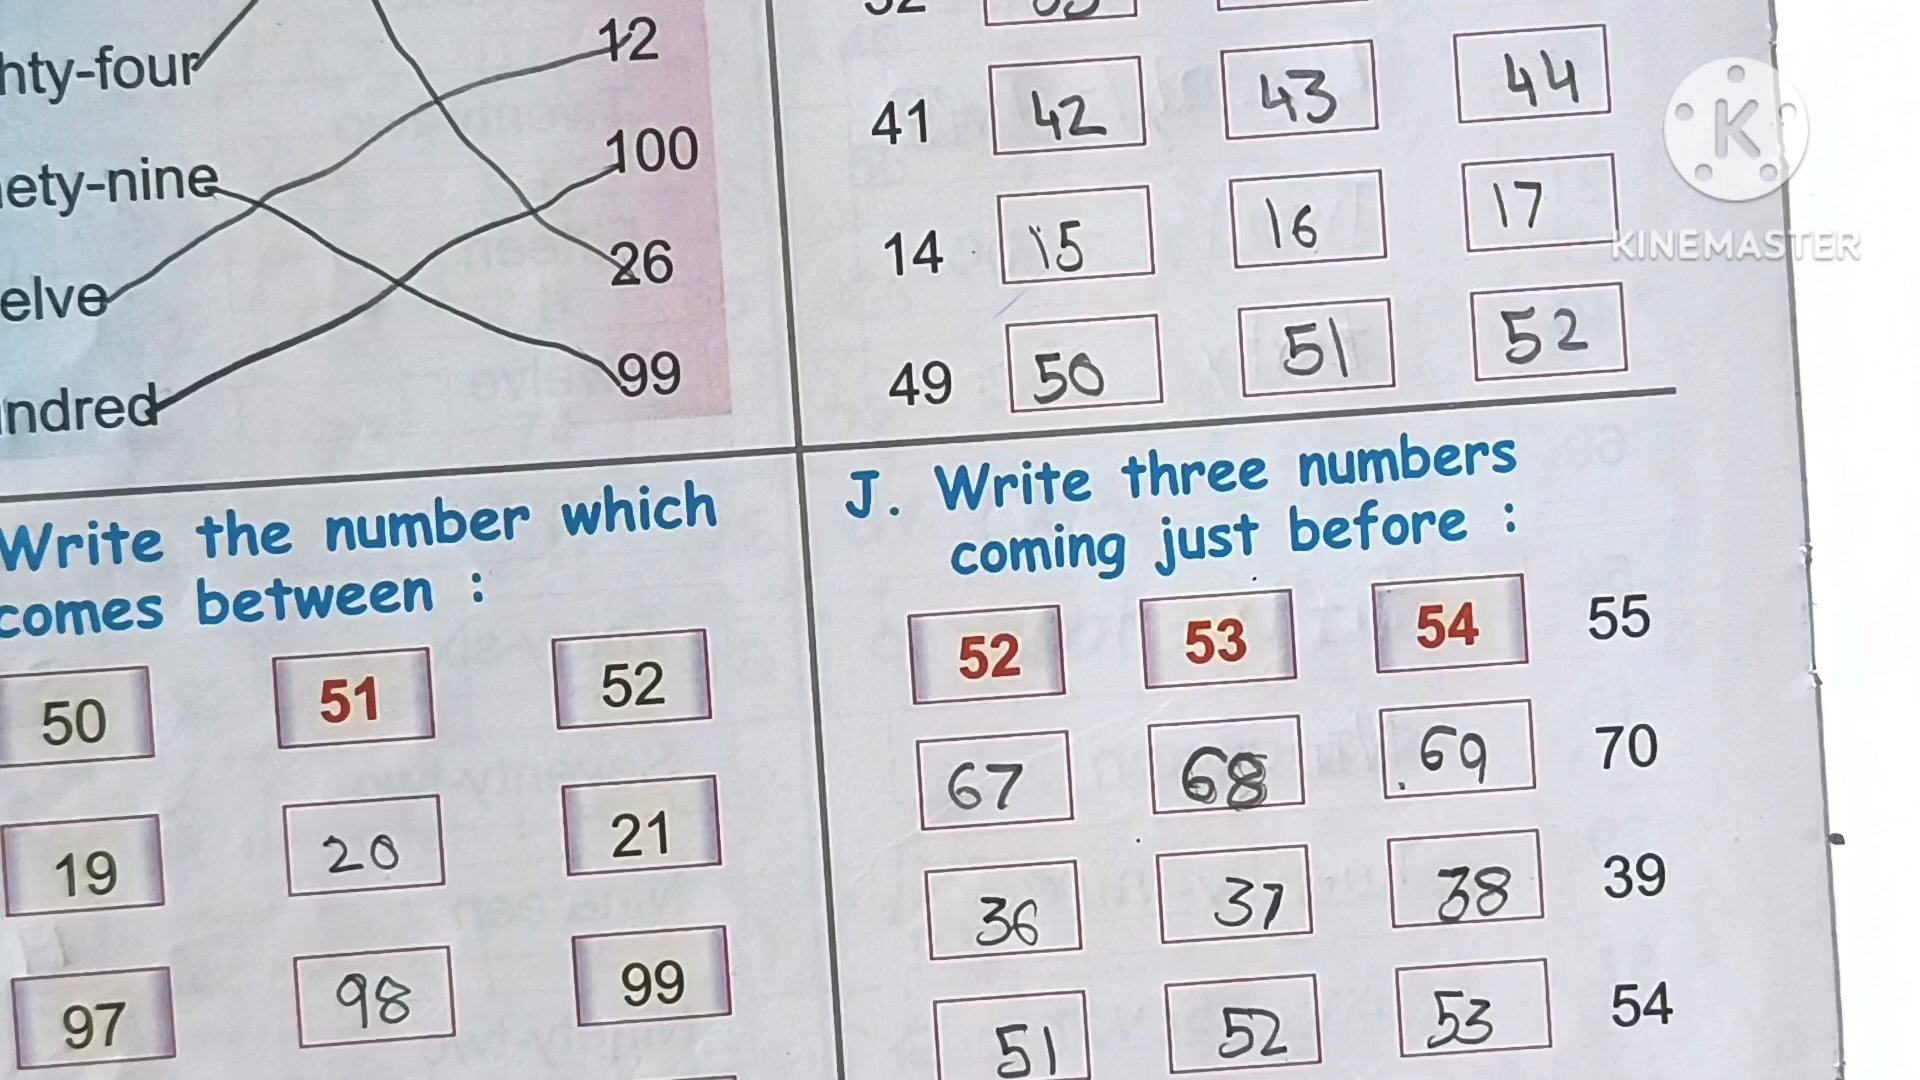 hty-four
ety-nine
elve
ndred
12
100
26
99
41 42 43 44
14 15 16 17
49 50 51 52
Write the number which
comes between :
50 51 52
19 20 21
97 98 99
J. Write three numbers
coming just before :
52 53 54 55
67 68 69 70
36 37 38 39
51 52 53 54
K
KINEMASTER